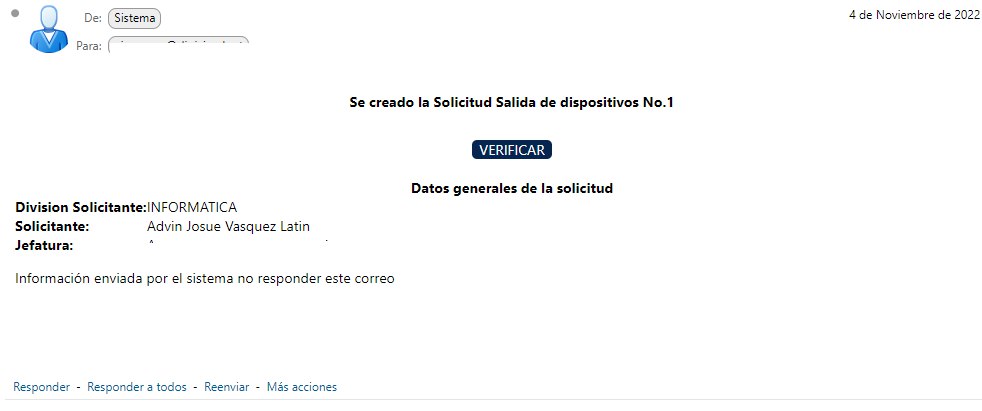 De: Sistema
4 de Noviembre de 2022
Para:
Se creado la Solicitud Salida de dispositivos No.1
VERIFICAR
Datos generales de la solicitud
Division Solicitante:INFORMATICA
Solicitante: Advin Josue Vasquez Latin
Jefatura:
Información enviada por el sistema no responder este correo
Responder - Responder a todos - Reenviar - Más acciones